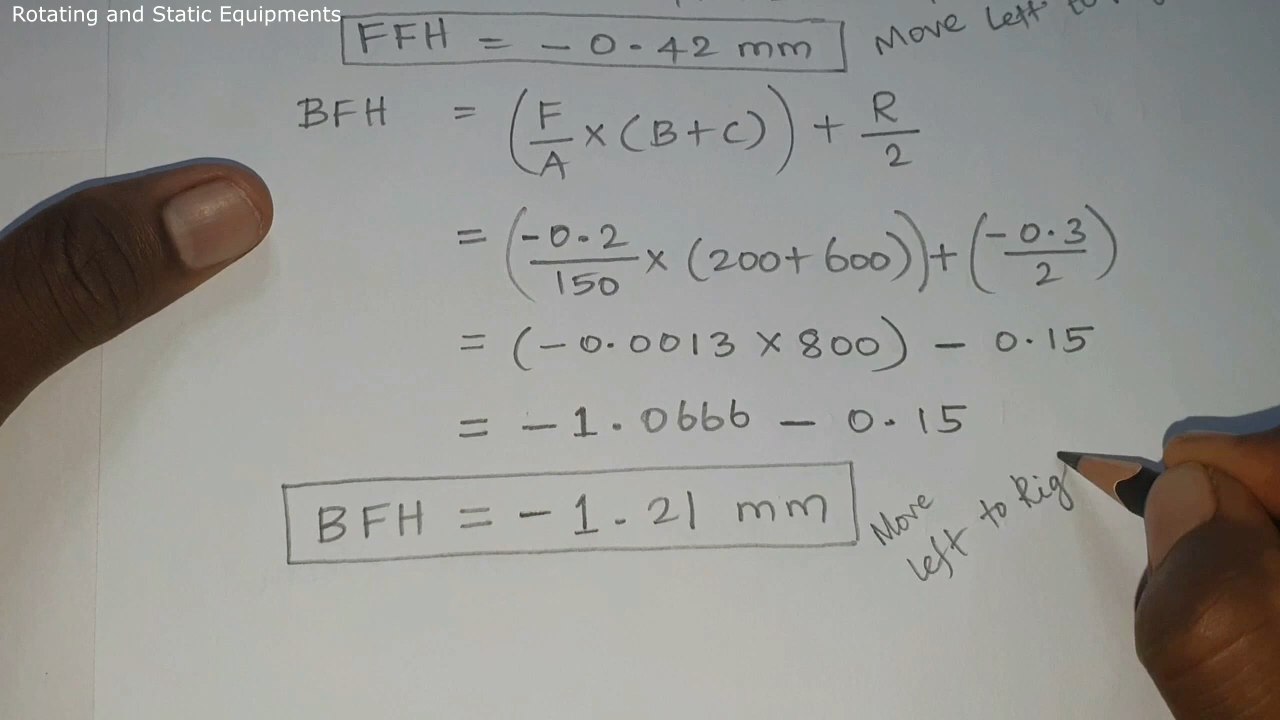 Rotating and Static Equipments
FFH = - 0.42 mm Move Left to
BFH = (F/A × (B+C)) + R/2
= (-0.2/150 × (200+600)) + (-0.3/2)
= (-0.0013 × 800) - 0.15
= -1.0666 - 0.15
BFH = -1.21 mm Move
Left to Rig